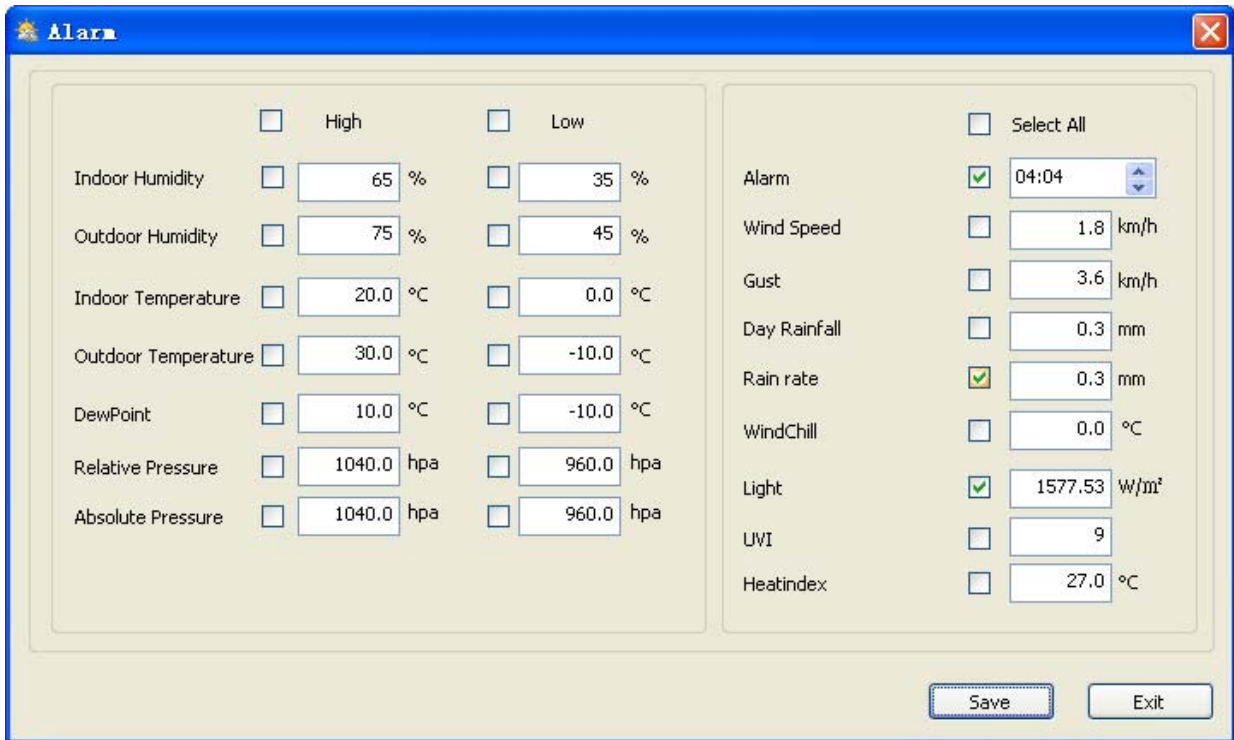 Alarm
High Low
Indoor Humidity 65 % 35 %
Outdoor Humidity 75 % 45 %
Indoor Temperature 20.0 °C 0.0 °C
Outdoor Temperature 30.0 °C -10.0 °C
DewPoint 10.0 °C -10.0 °C
Relative Pressure 1040.0 hpa 960.0 hpa
Absolute Pressure 1040.0 hpa 960.0 hpa
Select All
Alarm 04:04
Wind Speed 1.8 km/h
Gust 3.6 km/h
Day Rainfall 0.3 mm
Rain rate 0.3 mm
WindChill 0.0 °C
Light 1577.53 W/m²
UVI 9
Heatindex 27.0 °C
Save Exit